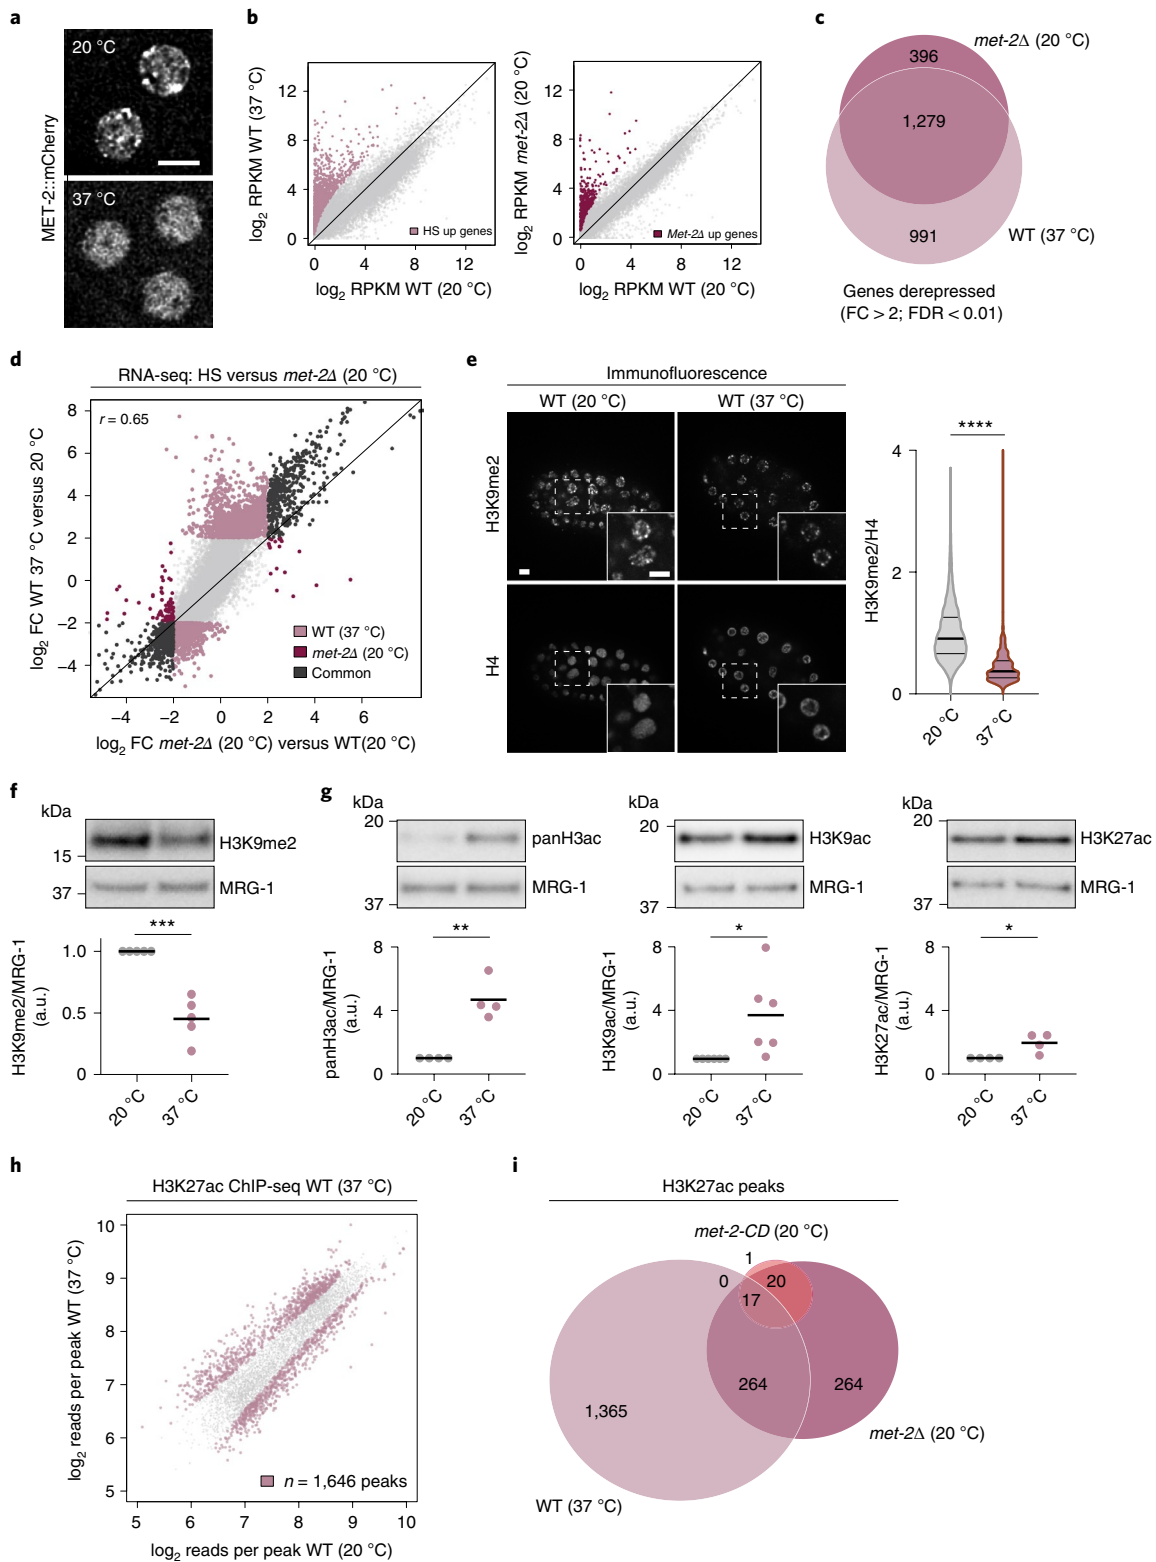 a
20 °C
37 °C
MET-2::mCherry
b
log2 RPKM WT (37 °C)
12
8
4
0
HS up genes
0 4 8 12
log2 RPKM WT (20 °C)
log2 RPKM met-2Δ (20 °C)
12
8
4
0
Met-2Δ up genes
0 4 8 12
log2 RPKM WT (20 °C)
c
met-2Δ (20 °C)
396
1,279
991
WT (37 °C)
Genes derepressed
(FC > 2; FDR < 0.01)
d
RNA-seq: HS versus met-2Δ (20 °C)
r = 0.65
log2 FC WT 37 °C versus 20 °C
8
6
4
2
0
−2
−4
WT (37 °C)
met-2Δ (20 °C)
Common
−4 −2 0 2 4 6
log2 FC met-2Δ (20 °C) versus WT(20 °C)
e
Immunofluorescence
WT (20 °C) WT (37 °C)
H3K9me2
H4
****
H3K9me2/H4
4
2
0
20 °C
37 °C
f
kDa
15
H3K9me2
37
MRG-1
***
H3K9me2/MRG-1
(a.u.)
1.0
0.5
0
20 °C
37 °C
g
kDa
20
panH3ac
37
MRG-1
**
panH3ac/MRG-1
(a.u.)
8
4
0
20 °C
37 °C
kDa
20
H3K9ac
37
MRG-1
*
H3K9ac/MRG-1
(a.u.)
8
4
0
20 °C
37 °C
kDa
20
H3K27ac
37
MRG-1
*
H3K27ac/MRG-1
(a.u.)
8
4
0
20 °C
37 °C
h
H3K27ac ChIP-seq WT (37 °C)
log2 reads per peak WT (37 °C)
10
9
8
7
6
5
n = 1,646 peaks
5 6 7 8 9 10
log2 reads per peak WT (20 °C)
i
H3K27ac peaks
met-2-CD (20 °C)
1
0
20
17
264
264
1,365
met-2Δ (20 °C)
WT (37 °C)